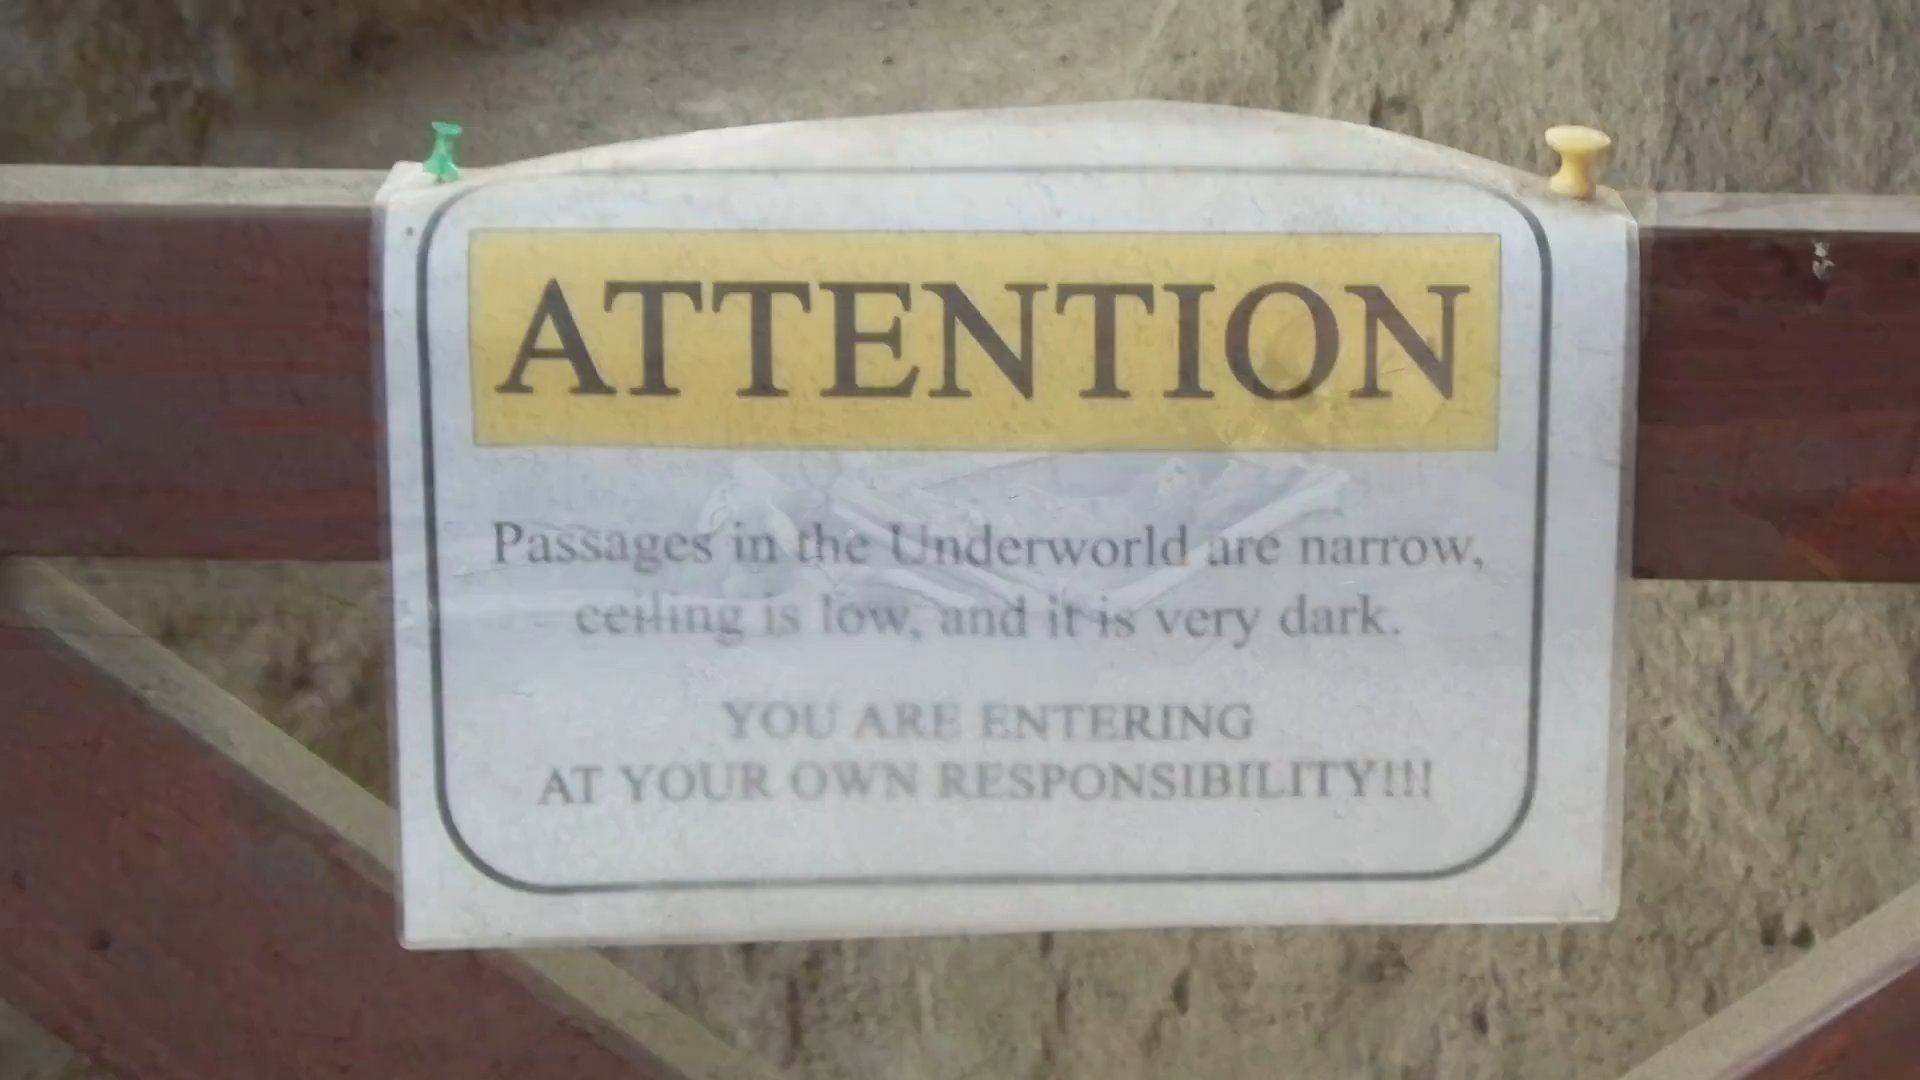 ATTENTION
Passages in the Underworld are narrow,
ceiling is low, and it is very dark.
YOU ARE ENTERING
AT YOUR OWN RESPONSIBILITY!!!